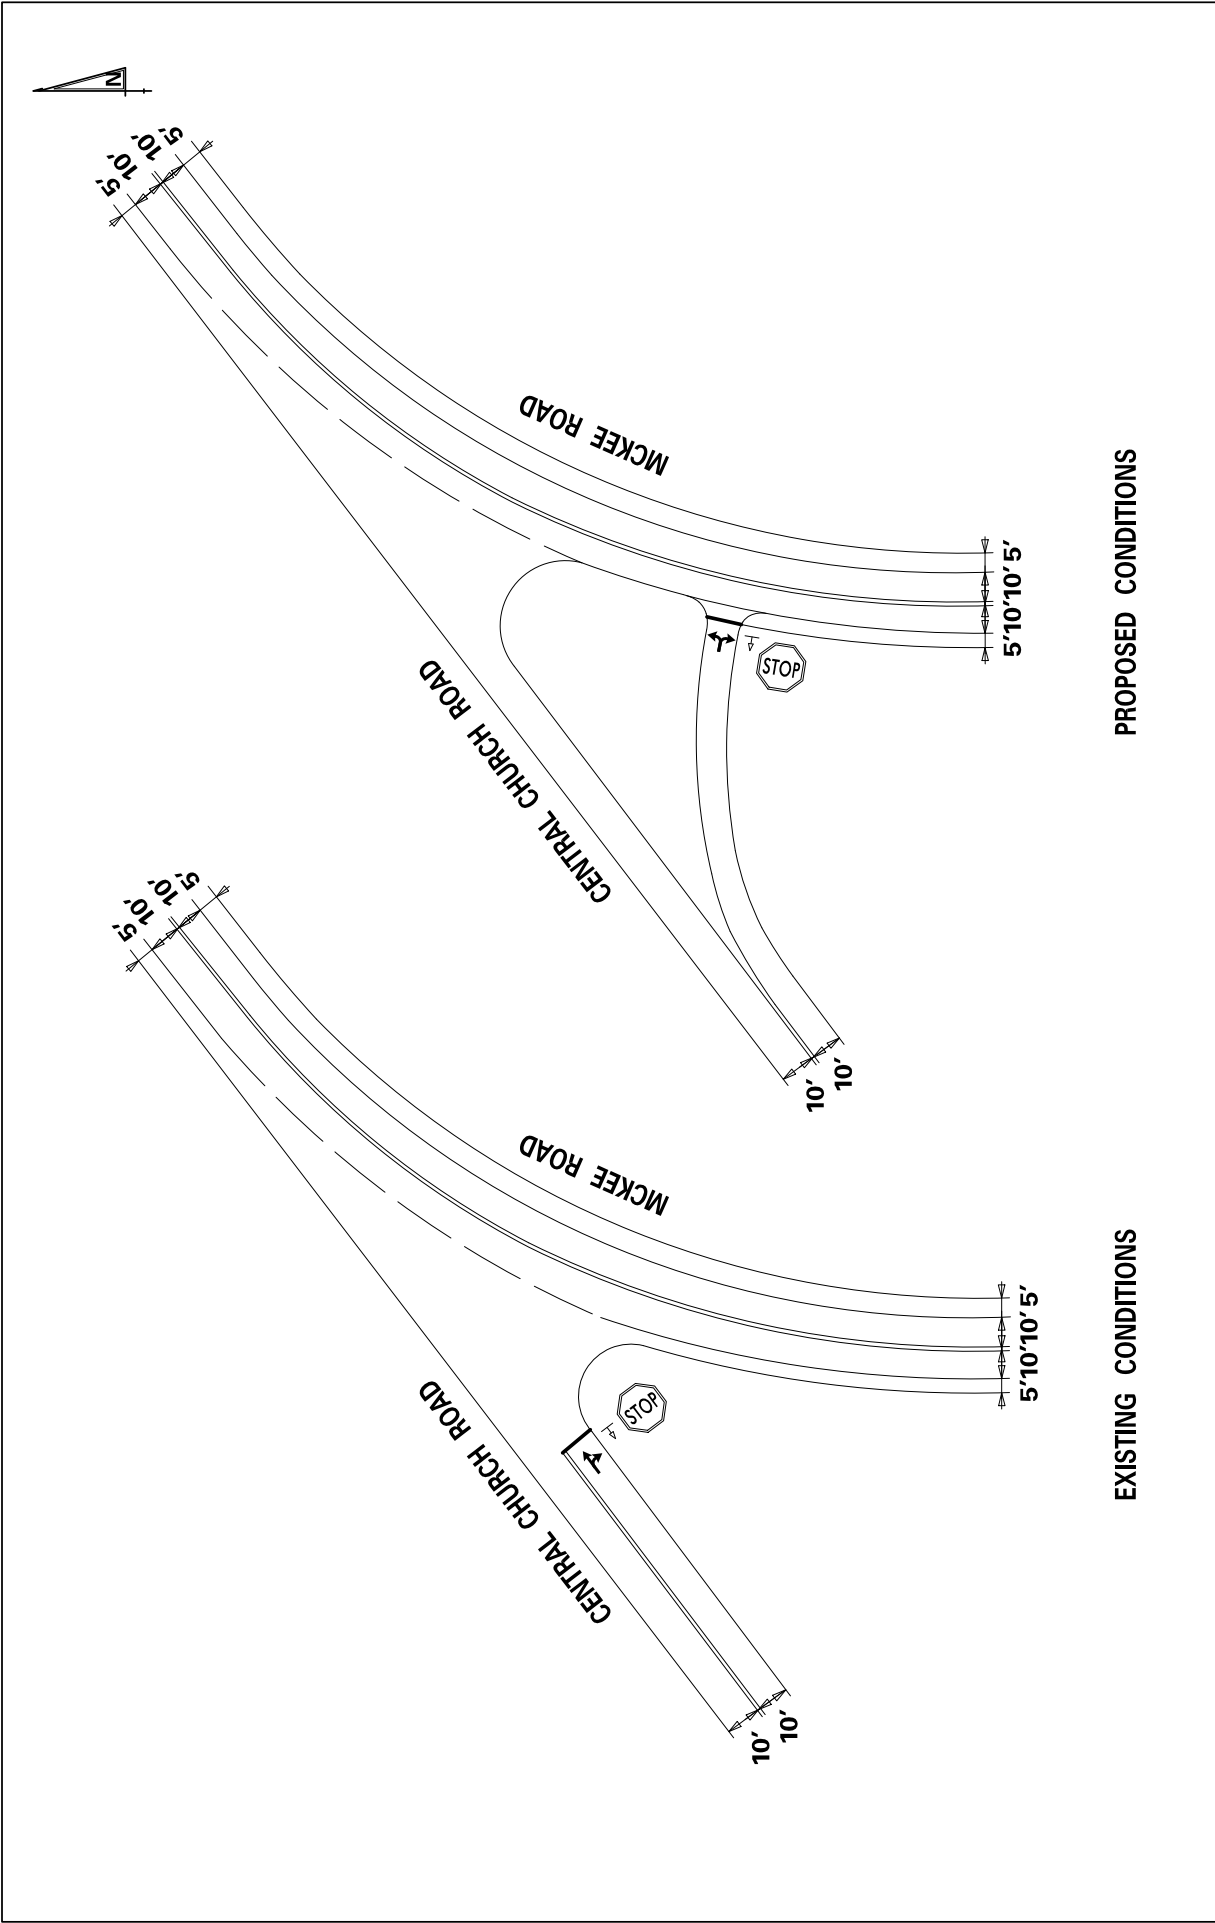 N
5'
10'
10'
5'
MCKEE ROAD
CENTRAL CHURCH ROAD
STOP
10'
10'
5'10'10'5'
EXISTING CONDITIONS
5'
10'
10'
5'
MCKEE ROAD
CENTRAL CHURCH ROAD
STOP
10'
10'
5'10'10'5'
PROPOSED CONDITIONS